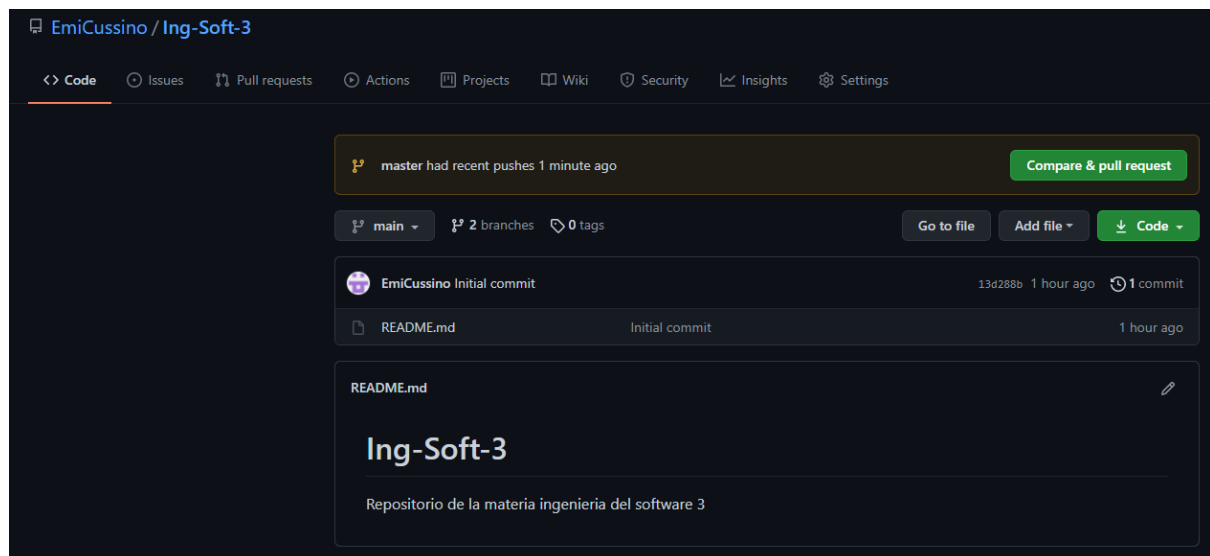 EmiCussino / Ing-Soft-3
Code Issues Pull requests Actions Projects Wiki Security Insights Settings
master had recent pushes 1 minute ago Compare & pull request
main 2 branches 0 tags Go to file Add file Code
EmiCussino Initial commit 13d288b 1 hour ago 1 commit
README.md Initial commit 1 hour ago
README.md
Ing-Soft-3
Repositorio de la materia ingenieria del software 3